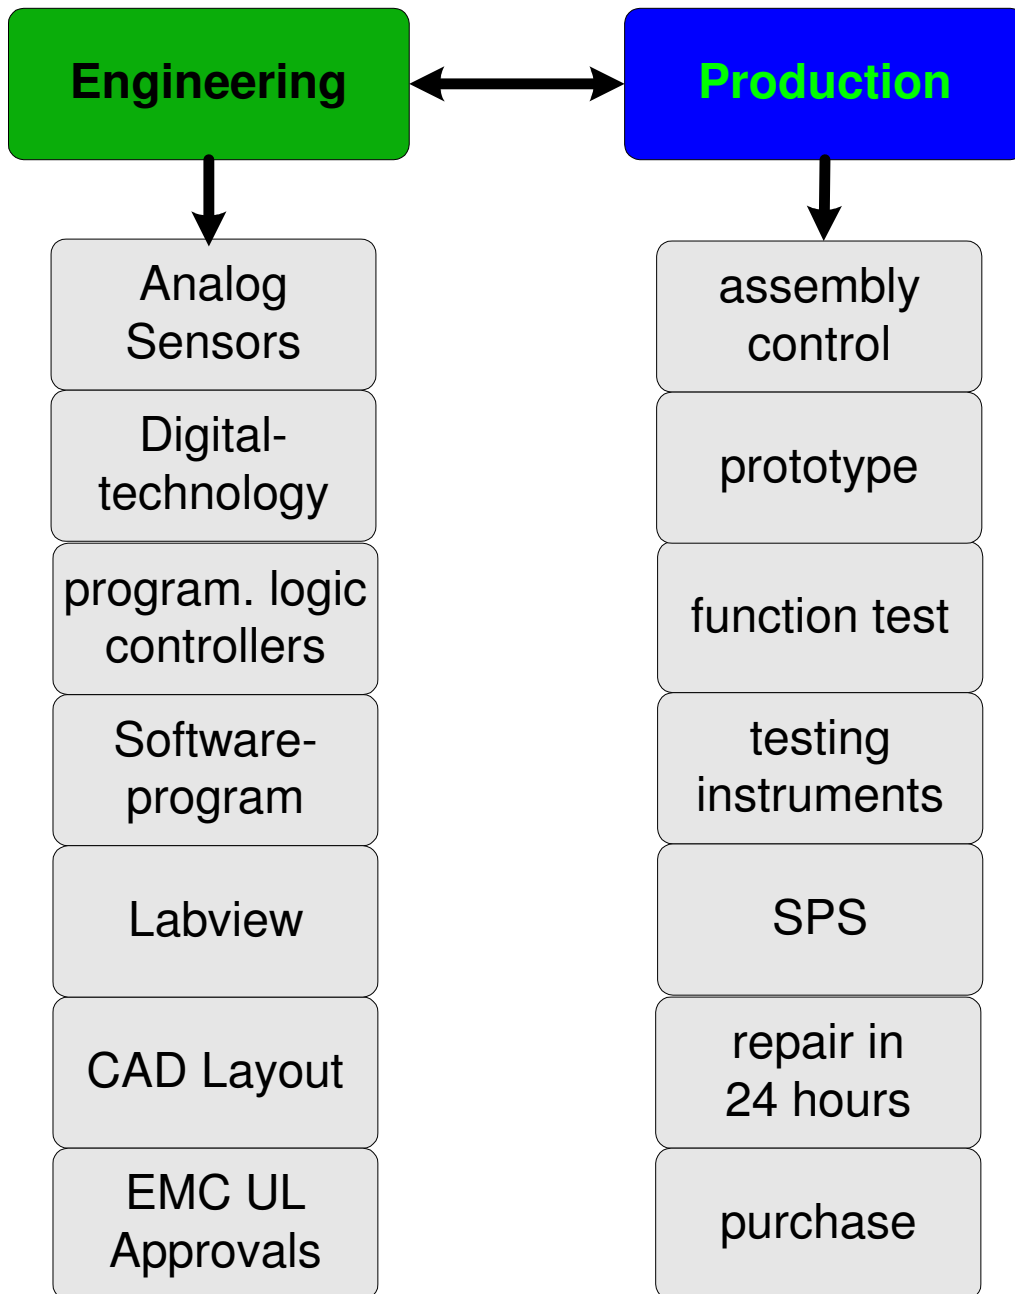 Engineering
Production
Analog
Sensors
Digital-
technology
program. logic
controllers
Software-
program
Labview
CAD Layout
EMC UL
Approvals
assembly
control
prototype
function test
testing
instruments
SPS
repair in
24 hours
purchase